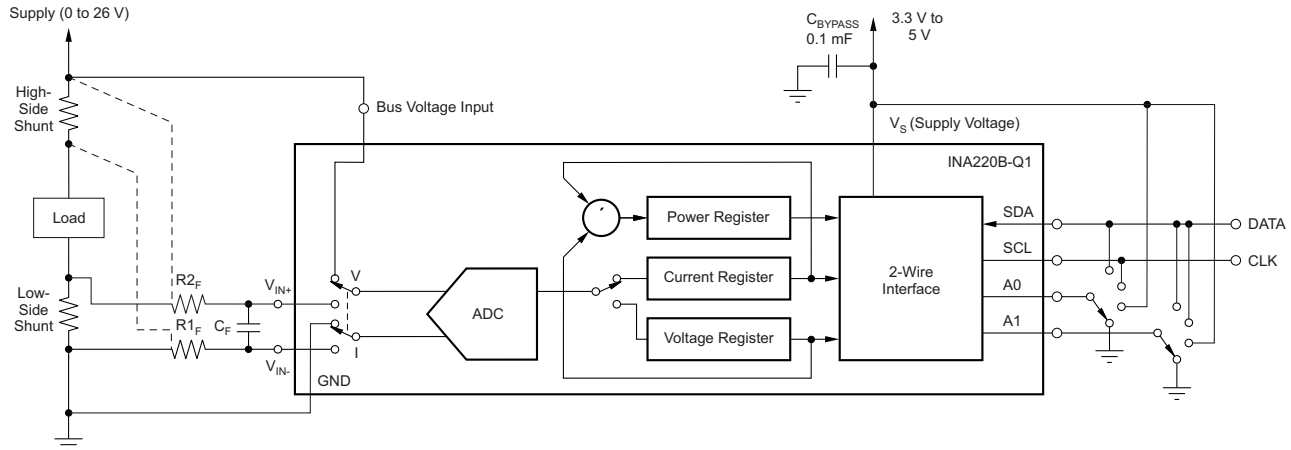 Supply (0 to 26 V)
High-
Side
Shunt
Load
Low-
Side
Shunt
R2F
R1F
CF
VIN+
VIN-
Bus Voltage Input
V
I
GND
ADC
′
Power Register
Current Register
Voltage Register
CBYPASS
0.1 mF
3.3 V to
5 V
VS (Supply Voltage)
INA220B-Q1
2-Wire
Interface
SDA
SCL
A0
A1
DATA
CLK